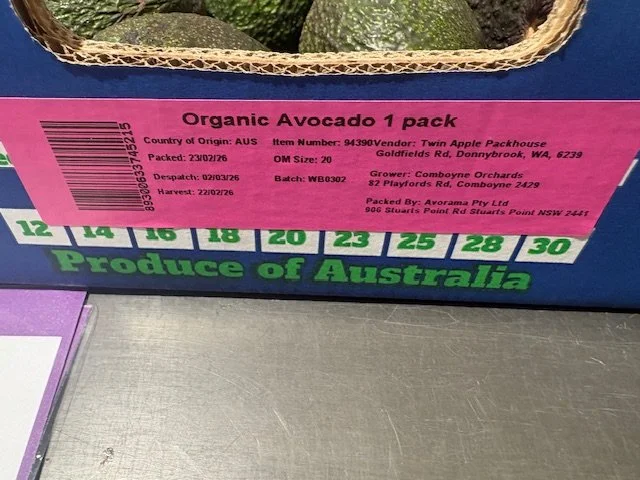 Organic Avocado 1 pack
Country of Origin: AUS
Packed: 23/02/26
Despatch: 02/03/26
Harvest: 22/02/26
Item Number: 94390
OM Size: 20
Batch: WB0302
Vendor: Twin Apple Packhouse
Goldfields Rd, Donnybrook, WA, 6239
Grower: Comboyne Orchards
82 Playfords Rd, Comboyne 2429
Packed By: Avorama Pty Ltd
906 Stuarts Point Rd Stuarts Point NSW 2441
8930063374521​5
12 14 16 18 20 23 25 28 30
Produce of Australia